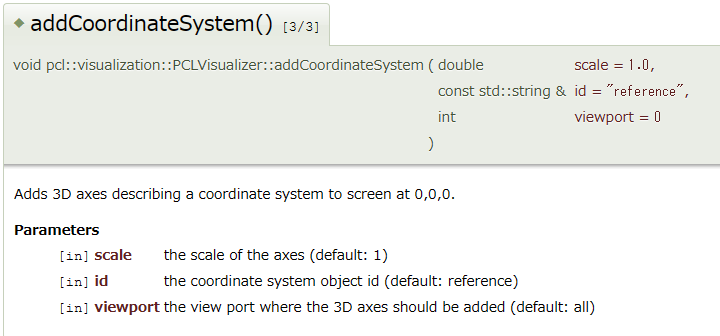 ◆ addCoordinateSystem() [3/3]
void pcl::visualization::PCLVisualizer::addCoordinateSystem ( double scale = 1.0,
const std::string & id = "reference",
int viewport = 0
)
Adds 3D axes describing a coordinate system to screen at 0,0,0.
Parameters
[in] scale the scale of the axes (default: 1)
[in] id the coordinate system object id (default: reference)
[in] viewport the view port where the 3D axes should be added (default: all)